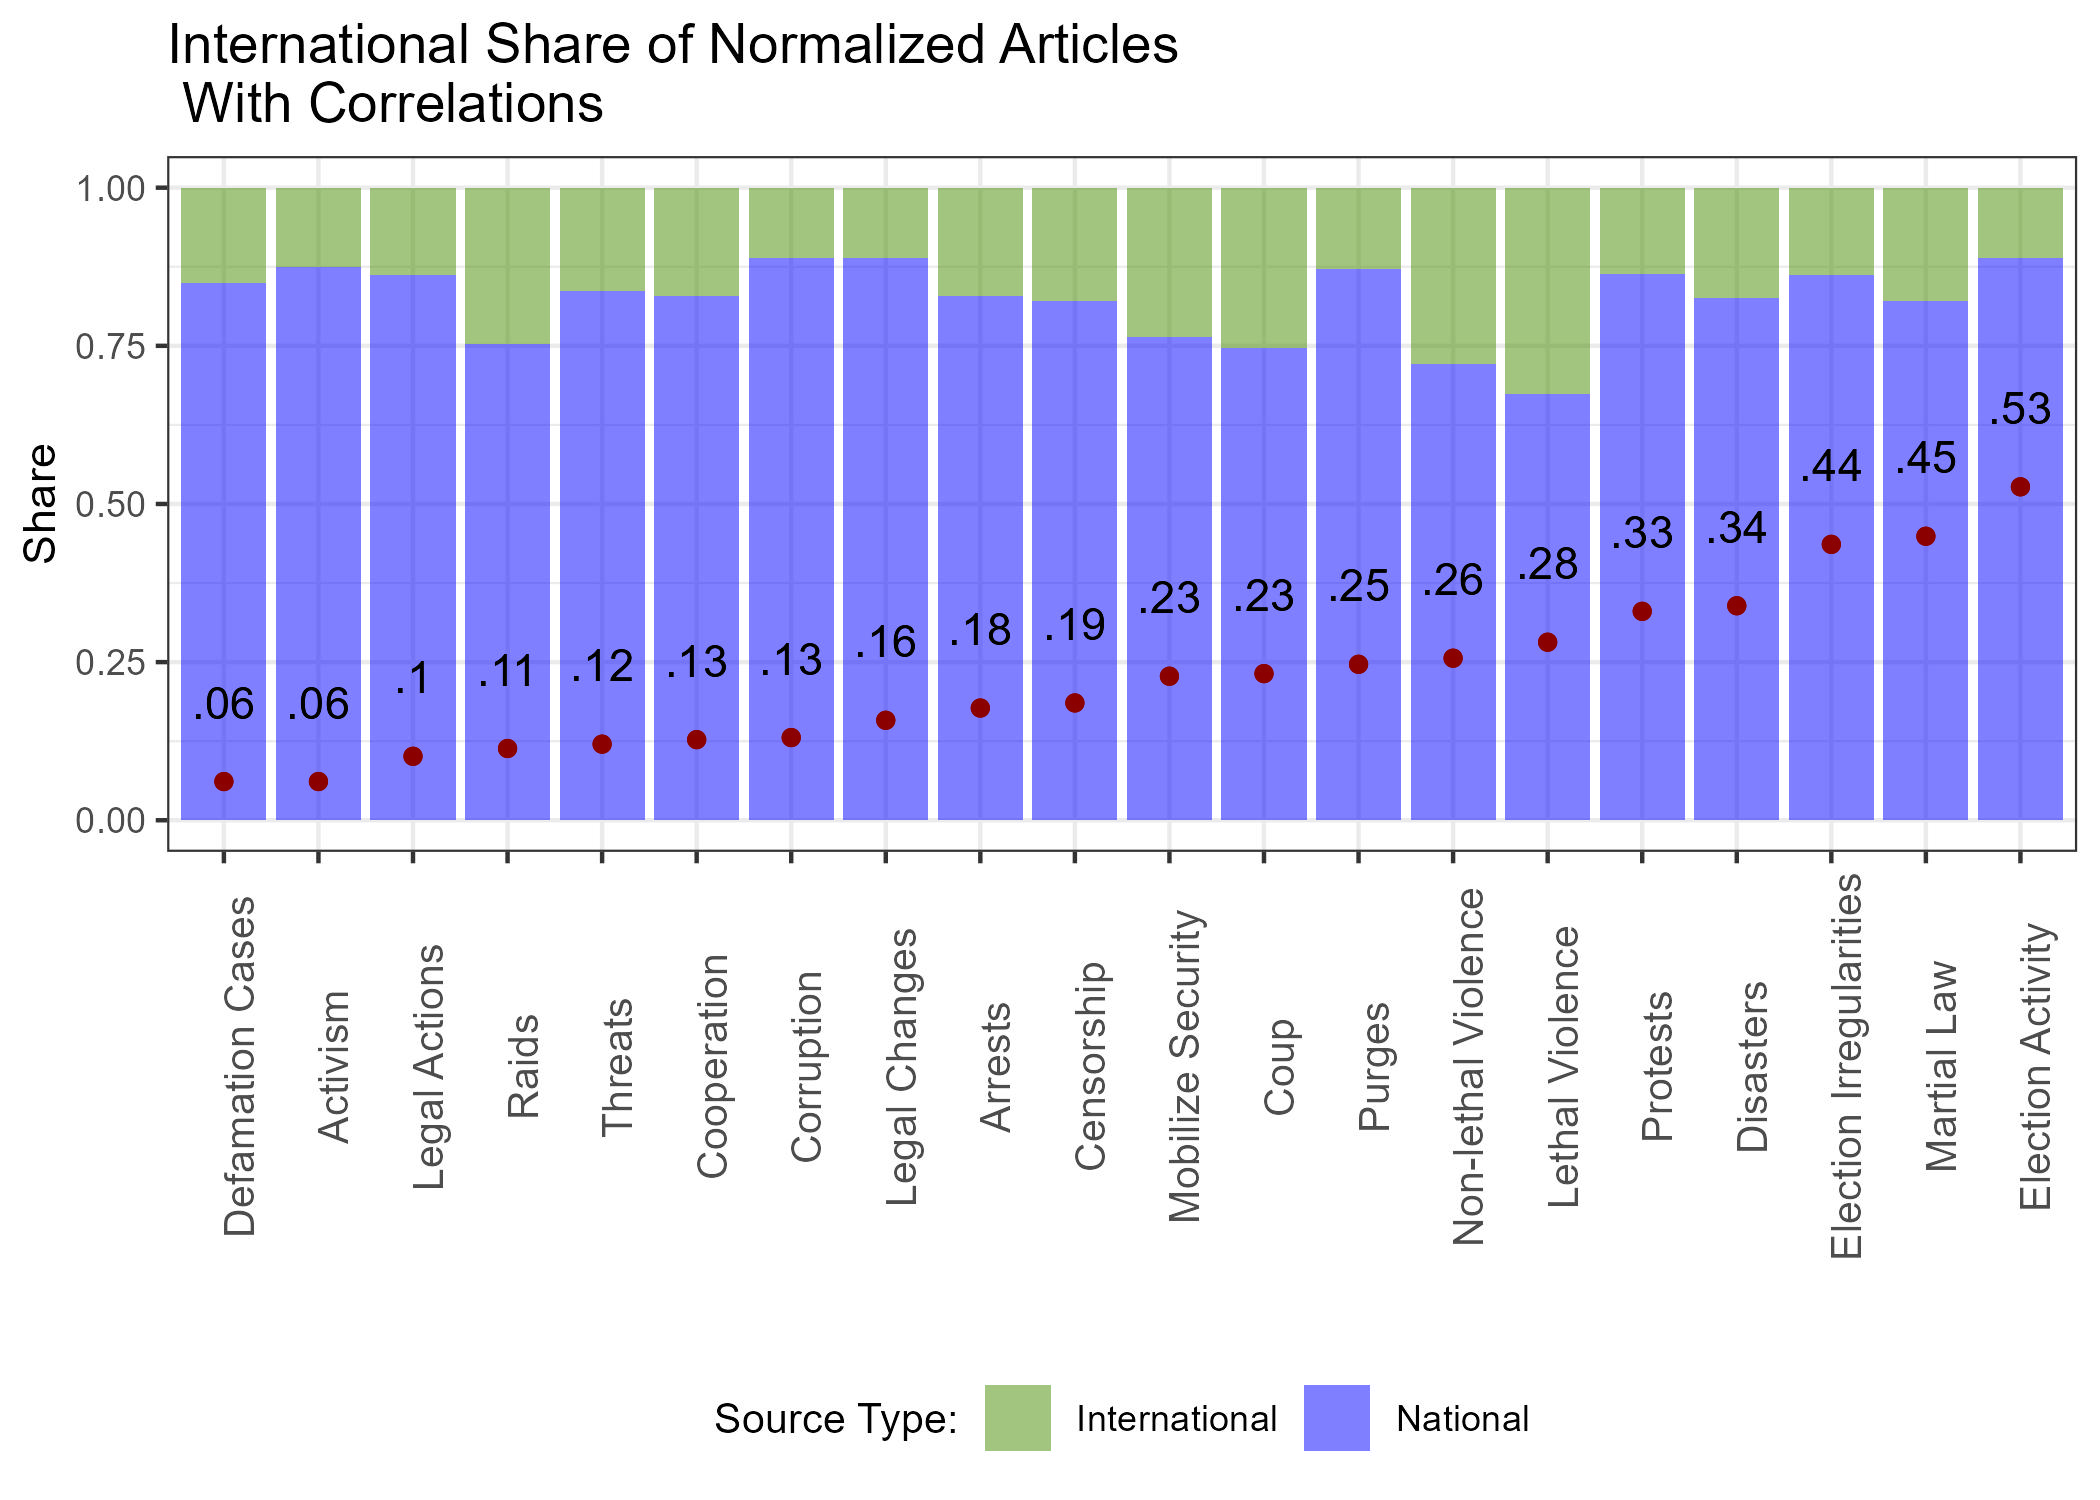 International Share of Normalized Articles
With Correlations
Share
1.00
0.75
0.50
0.25
0.00
.06
.06
.1
.11
.12
.13
.13
.16
.18
.19
.23
.23
.25
.26
.28
.33
.34
.44
.45
.53
Defamation Cases
Activism
Legal Actions
Raids
Threats
Cooperation
Corruption
Legal Changes
Arrests
Censorship
Mobilize Security
Coup
Purges
Non-lethal Violence
Lethal Violence
Protests
Disasters
Election Irregularities
Martial Law
Election Activity
Source Type: International National